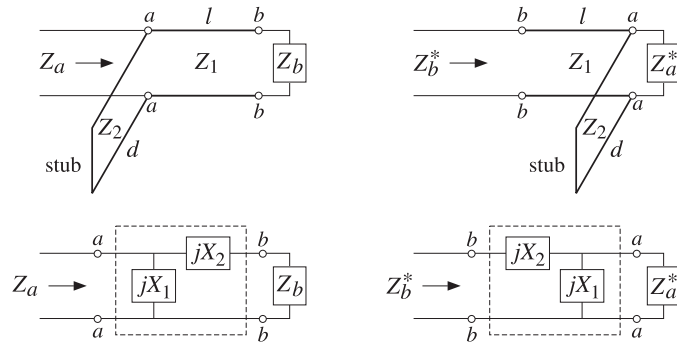 a l b b l a
Z_a Z_1 Z_b Z_b^* Z_1 Z_a^*
a b b a
Z_2 Z_2
stub d stub d
a b b a
jX_2 jX_2
Z_a jX_1 Z_b Z_b^* jX_1 Z_a^*
a b b a